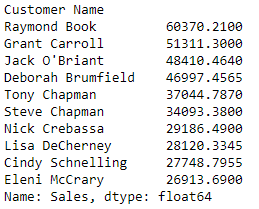 Customer Name
Raymond Book         60370.2100
Grant Carroll        51311.3000
Jack O'Briant        48410.4640
Deborah Brumfield    46997.4565
Tony Chapman         37044.7870
Steve Chapman        34093.3800
Nick Crebassa        29186.4900
Lisa DeCherney       28120.3345
Cindy Schnelling     27748.7955
Eleni McCrary        26913.6900
Name: Sales, dtype: float64